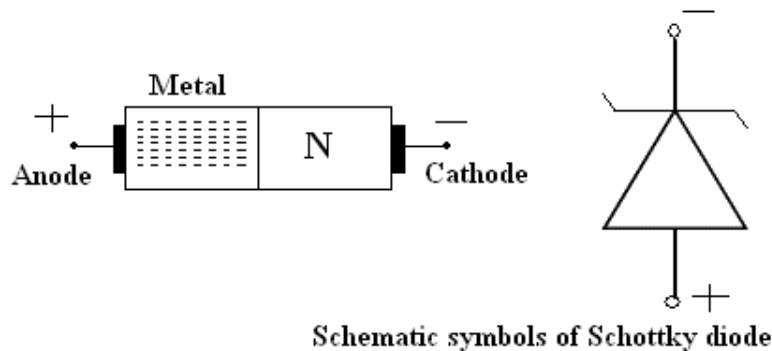 Metal
+
−
N
Anode
Cathode
−
+
Schematic symbols of Schottky diode